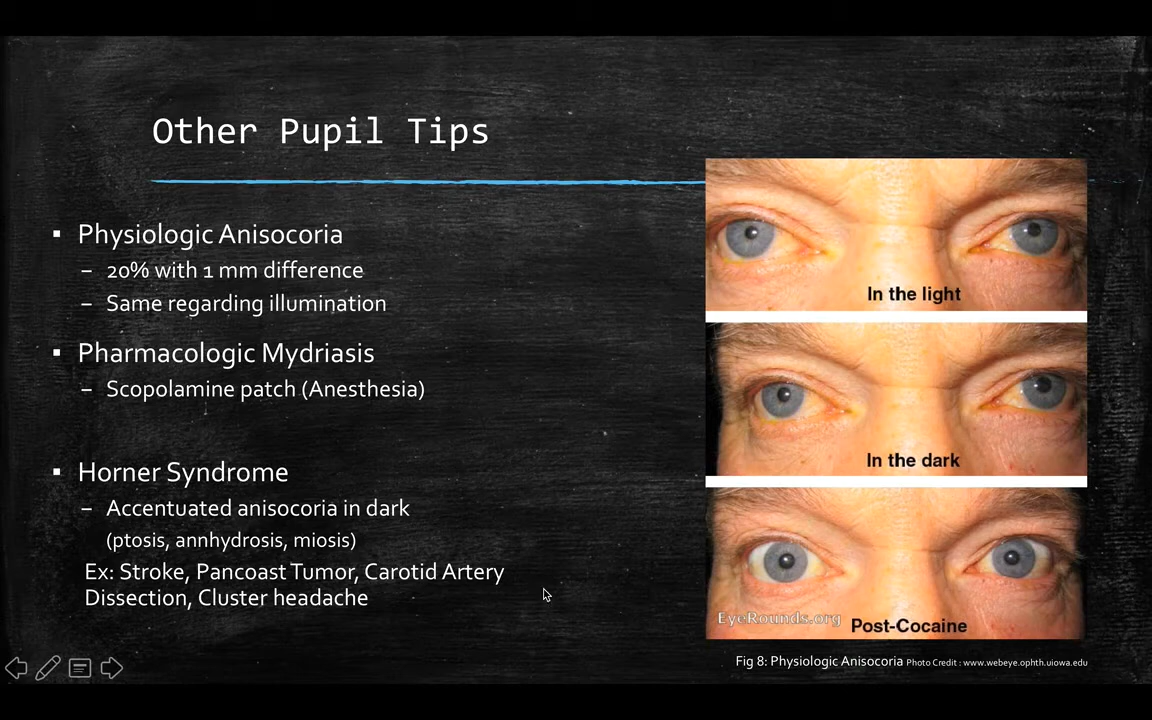 Other Pupil Tips
▪ Physiologic Anisocoria
– 20% with 1 mm difference
– Same regarding illumination
▪ Pharmacologic Mydriasis
– Scopolamine patch (Anesthesia)
▪ Horner Syndrome
– Accentuated anisocoria in dark
(ptosis, annhydrosis, miosis)
Ex: Stroke, Pancoast Tumor, Carotid Artery
Dissection, Cluster headache
In the light
In the dark
EyeRounds.org
Post-Cocaine
Fig 8: Physiologic Anisocoria Photo Credit : www.webeye.ophth.uiowa.edu